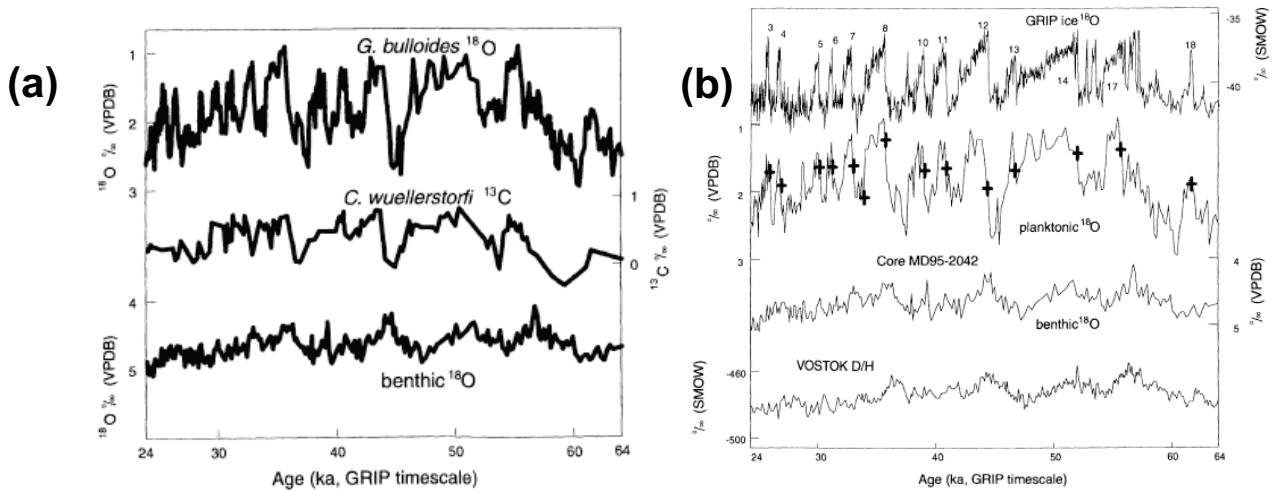 (a)
G. bulloides ¹⁸O
1
2
3
¹⁸O ‰ (VPDB)
C. wuellerstorfi ¹³C
1
0
¹³C ‰ (VPDB)
4
5
¹⁸O ‰ (VPDB)
benthic ¹⁸O
24 30 40 50 60 64
Age (ka, GRIP timescale)
(b)
GRIP ice ¹⁸O
-35
-40
‰ (SMOW)
3 4 5 6 7 8 10 11 12 13 14 17 18
1
2
3
‰ (VPDB)
planktonic ¹⁸O
Core MD95-2042
4
5
‰ (VPDB)
benthic ¹⁸O
VOSTOK D/H
-460
-500
‰ (SMOW)
24 30 40 50 60 64
Age (ka, GRIP timescale)